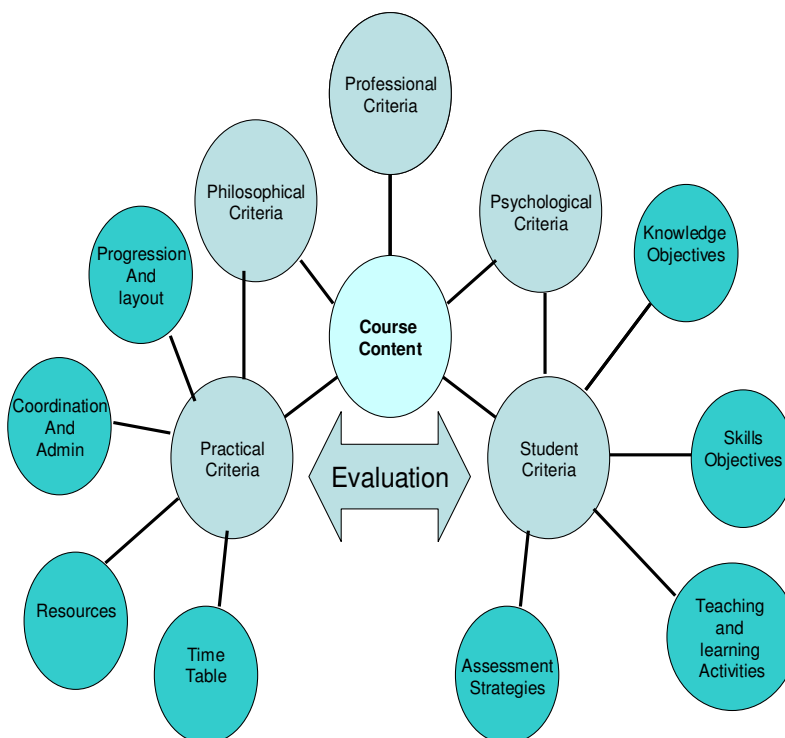 Professional
Criteria
Philosophical
Criteria
Psychological
Criteria
Knowledge
Objectives
Progression
And
layout
Course
Content
Coordination
And
Admin
Practical
Criteria
Evaluation
Student
Criteria
Skills
Objectives
Resources
Time
Table
Assessment
Strategies
Teaching
and
learning
Activities